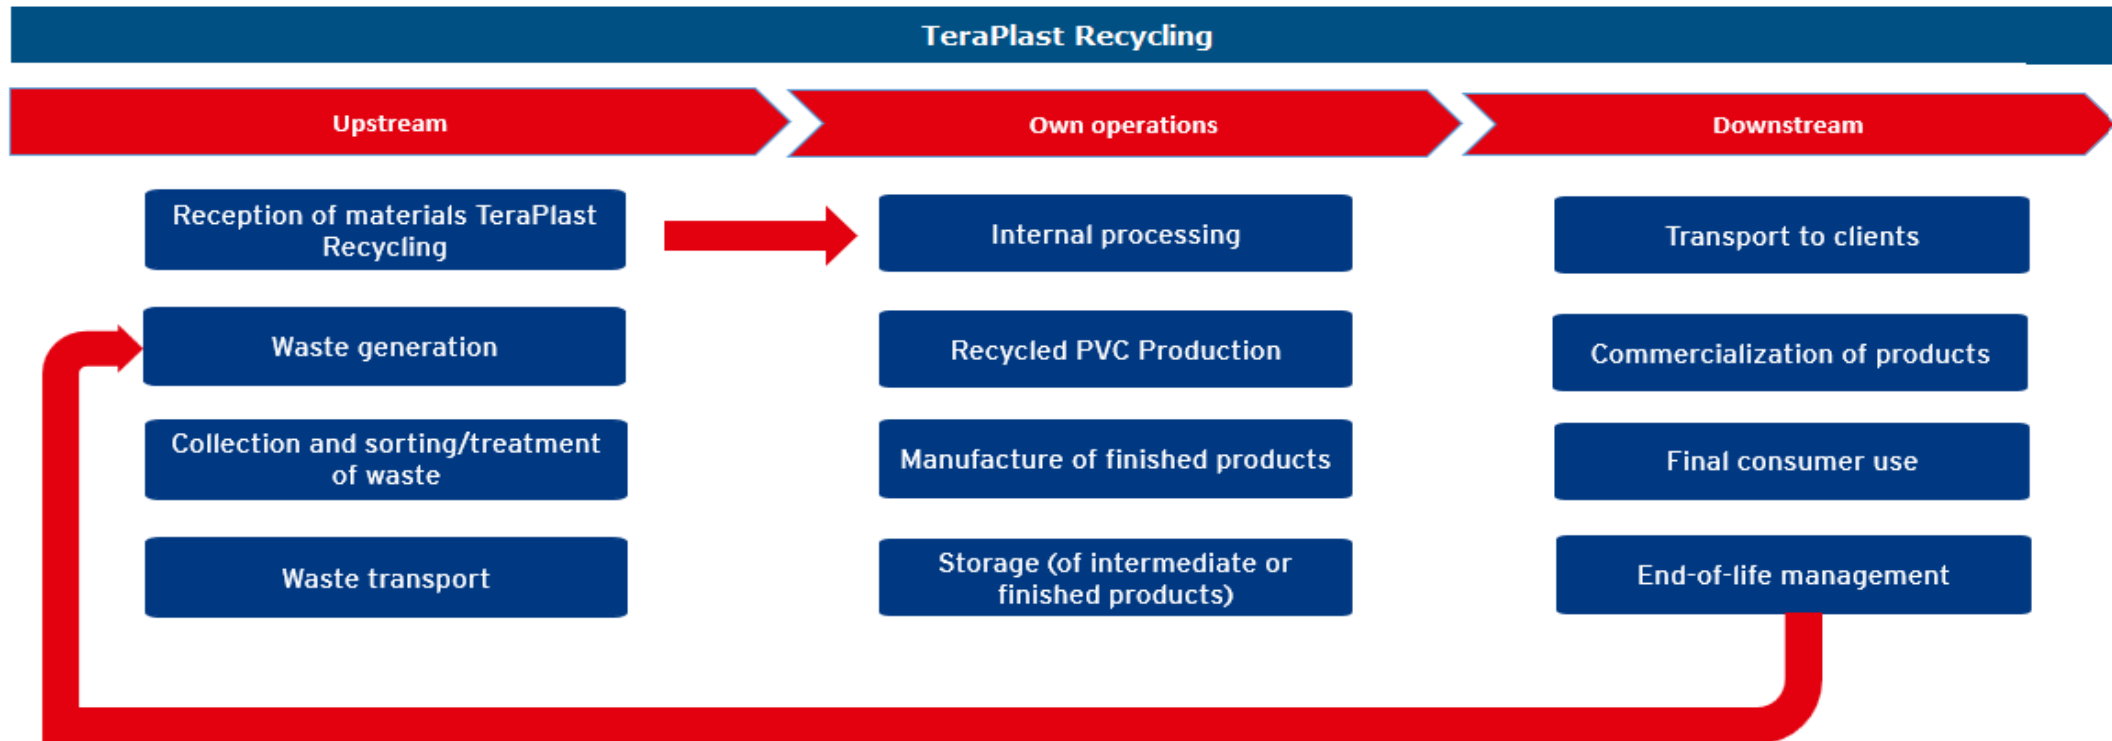 TeraPlast Recycling
Upstream
Own operations
Downstream
Reception of materials TeraPlast
Recycling
Internal processing
Transport to clients
Waste generation
Recycled PVC Production
Commercialization of products
Collection and sorting/treatment
of waste
Manufacture of finished products
Final consumer use
Waste transport
Storage (of intermediate or
finished products)
End-of-life management